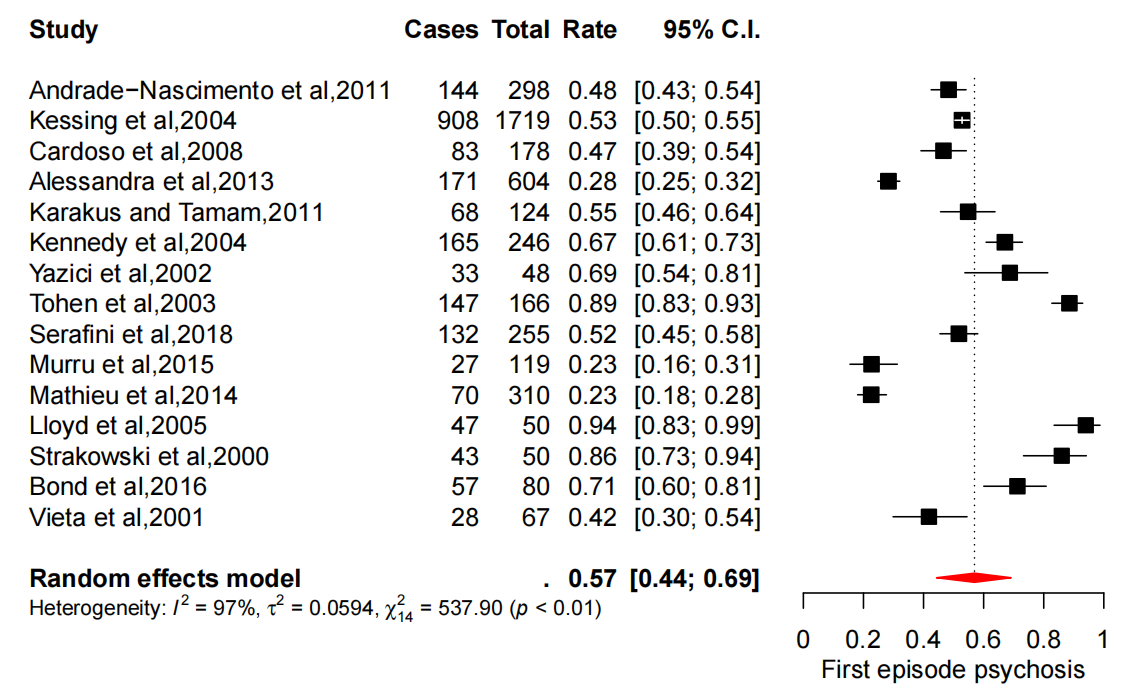 Study Cases Total Rate 95% C.I.
Andrade−Nascimento et al,2011 144 298 0.48 [0.43; 0.54]
Kessing et al,2004 908 1719 0.53 [0.50; 0.55]
Cardoso et al,2008 83 178 0.47 [0.39; 0.54]
Alessandra et al,2013 171 604 0.28 [0.25; 0.32]
Karakus and Tamam,2011 68 124 0.55 [0.46; 0.64]
Kennedy et al,2004 165 246 0.67 [0.61; 0.73]
Yazici et al,2002 33 48 0.69 [0.54; 0.81]
Tohen et al,2003 147 166 0.89 [0.83; 0.93]
Serafini et al,2018 132 255 0.52 [0.45; 0.58]
Murru et al,2015 27 119 0.23 [0.16; 0.31]
Mathieu et al,2014 70 310 0.23 [0.18; 0.28]
Lloyd et al,2005 47 50 0.94 [0.83; 0.99]
Strakowski et al,2000 43 50 0.86 [0.73; 0.94]
Bond et al,2016 57 80 0.71 [0.60; 0.81]
Vieta et al,2001 28 67 0.42 [0.30; 0.54]
Random effects model . 0.57 [0.44; 0.69]
Heterogeneity: I² = 97%, τ² = 0.0594, χ²₁₄ = 537.90 (p < 0.01)
0 0.2 0.4 0.6 0.8 1
First episode psychosis